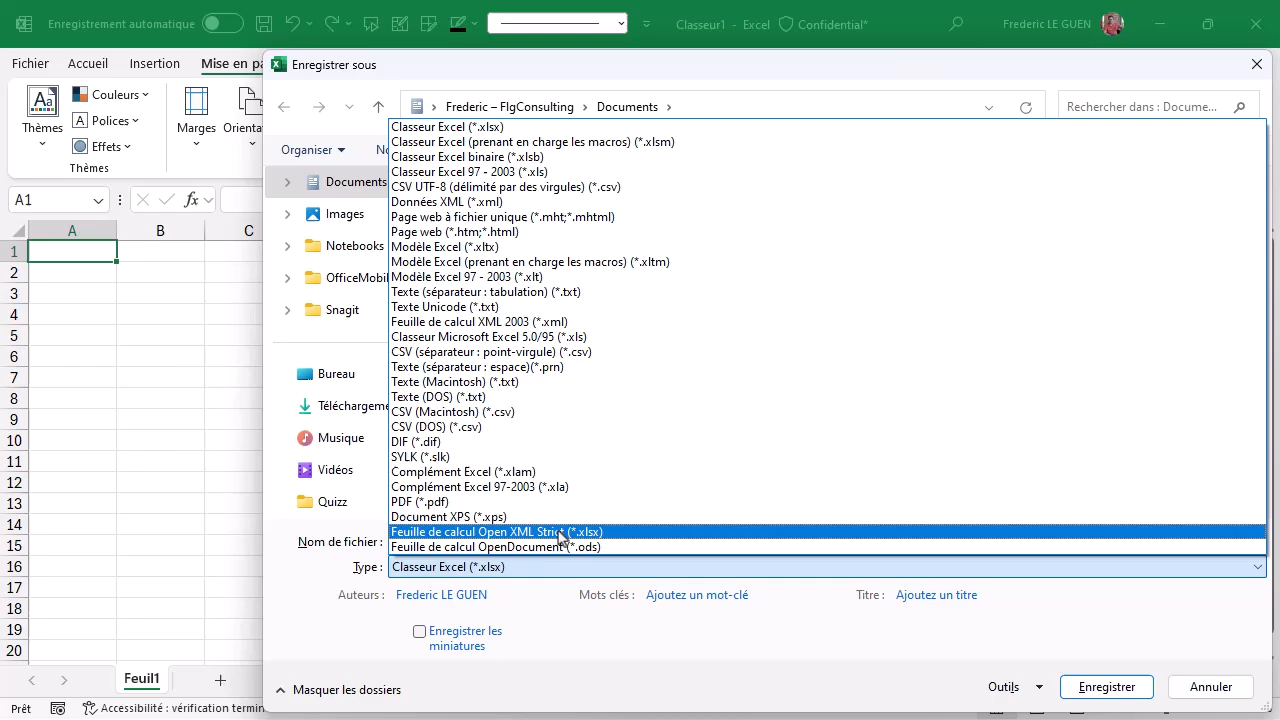 Enregistrement automatique
Classeur1 - Excel
Confidential*
Frederic LE GUEN
Fichier
Accueil
Insertion
Mise en pa
Enregistrer sous
Aa
Thèmes
Couleurs
Polices
Effets
Thèmes
Marges
Orienta
Frederic – FlgConsulting
Documents
Rechercher dans : Docume...
Organiser
No
A1
fx
A
B
C
1
2
3
4
5
6
7
8
9
10
11
12
13
14
15
16
17
18
19
20
Documents
Images
Notebooks
OfficeMobil
Snagit
Bureau
Téléchargeme
Musique
Vidéos
Quizz
Classeur Excel (*.xlsx)
Classeur Excel (prenant en charge les macros) (*.xlsm)
Classeur Excel binaire (*.xlsb)
Classeur Excel 97 - 2003 (*.xls)
CSV UTF-8 (délimité par des virgules) (*.csv)
Données XML (*.xml)
Page web à fichier unique (*.mht;*.mhtml)
Page web (*.htm;*.html)
Modèle Excel (*.xltx)
Modèle Excel (prenant en charge les macros) (*.xltm)
Modèle Excel 97 - 2003 (*.xlt)
Texte (séparateur : tabulation) (*.txt)
Texte Unicode (*.txt)
Feuille de calcul XML 2003 (*.xml)
Classeur Microsoft Excel 5.0/95 (*.xls)
CSV (séparateur : point-virgule) (*.csv)
Texte (séparateur : espace)(*.prn)
Texte (Macintosh) (*.txt)
Texte (DOS) (*.txt)
CSV (Macintosh) (*.csv)
CSV (DOS) (*.csv)
DIF (*.dif)
SYLK (*.slk)
Complément Excel (*.xlam)
Complément Excel 97-2003 (*.xla)
PDF (*.pdf)
Document XPS (*.xps)
Feuille de calcul Open XML Strict (*.xlsx)
Feuille de calcul OpenDocument (*.ods)
Nom de fichier :
Type : Classeur Excel (*.xlsx)
Auteurs : Frederic LE GUEN
Mots clés : Ajoutez un mot-clé
Titre : Ajoutez un titre
Enregistrer les
miniatures
Masquer les dossiers
Outils
Enregistrer
Annuler
Feuil1
Prêt
Accessibilité : vérification termin